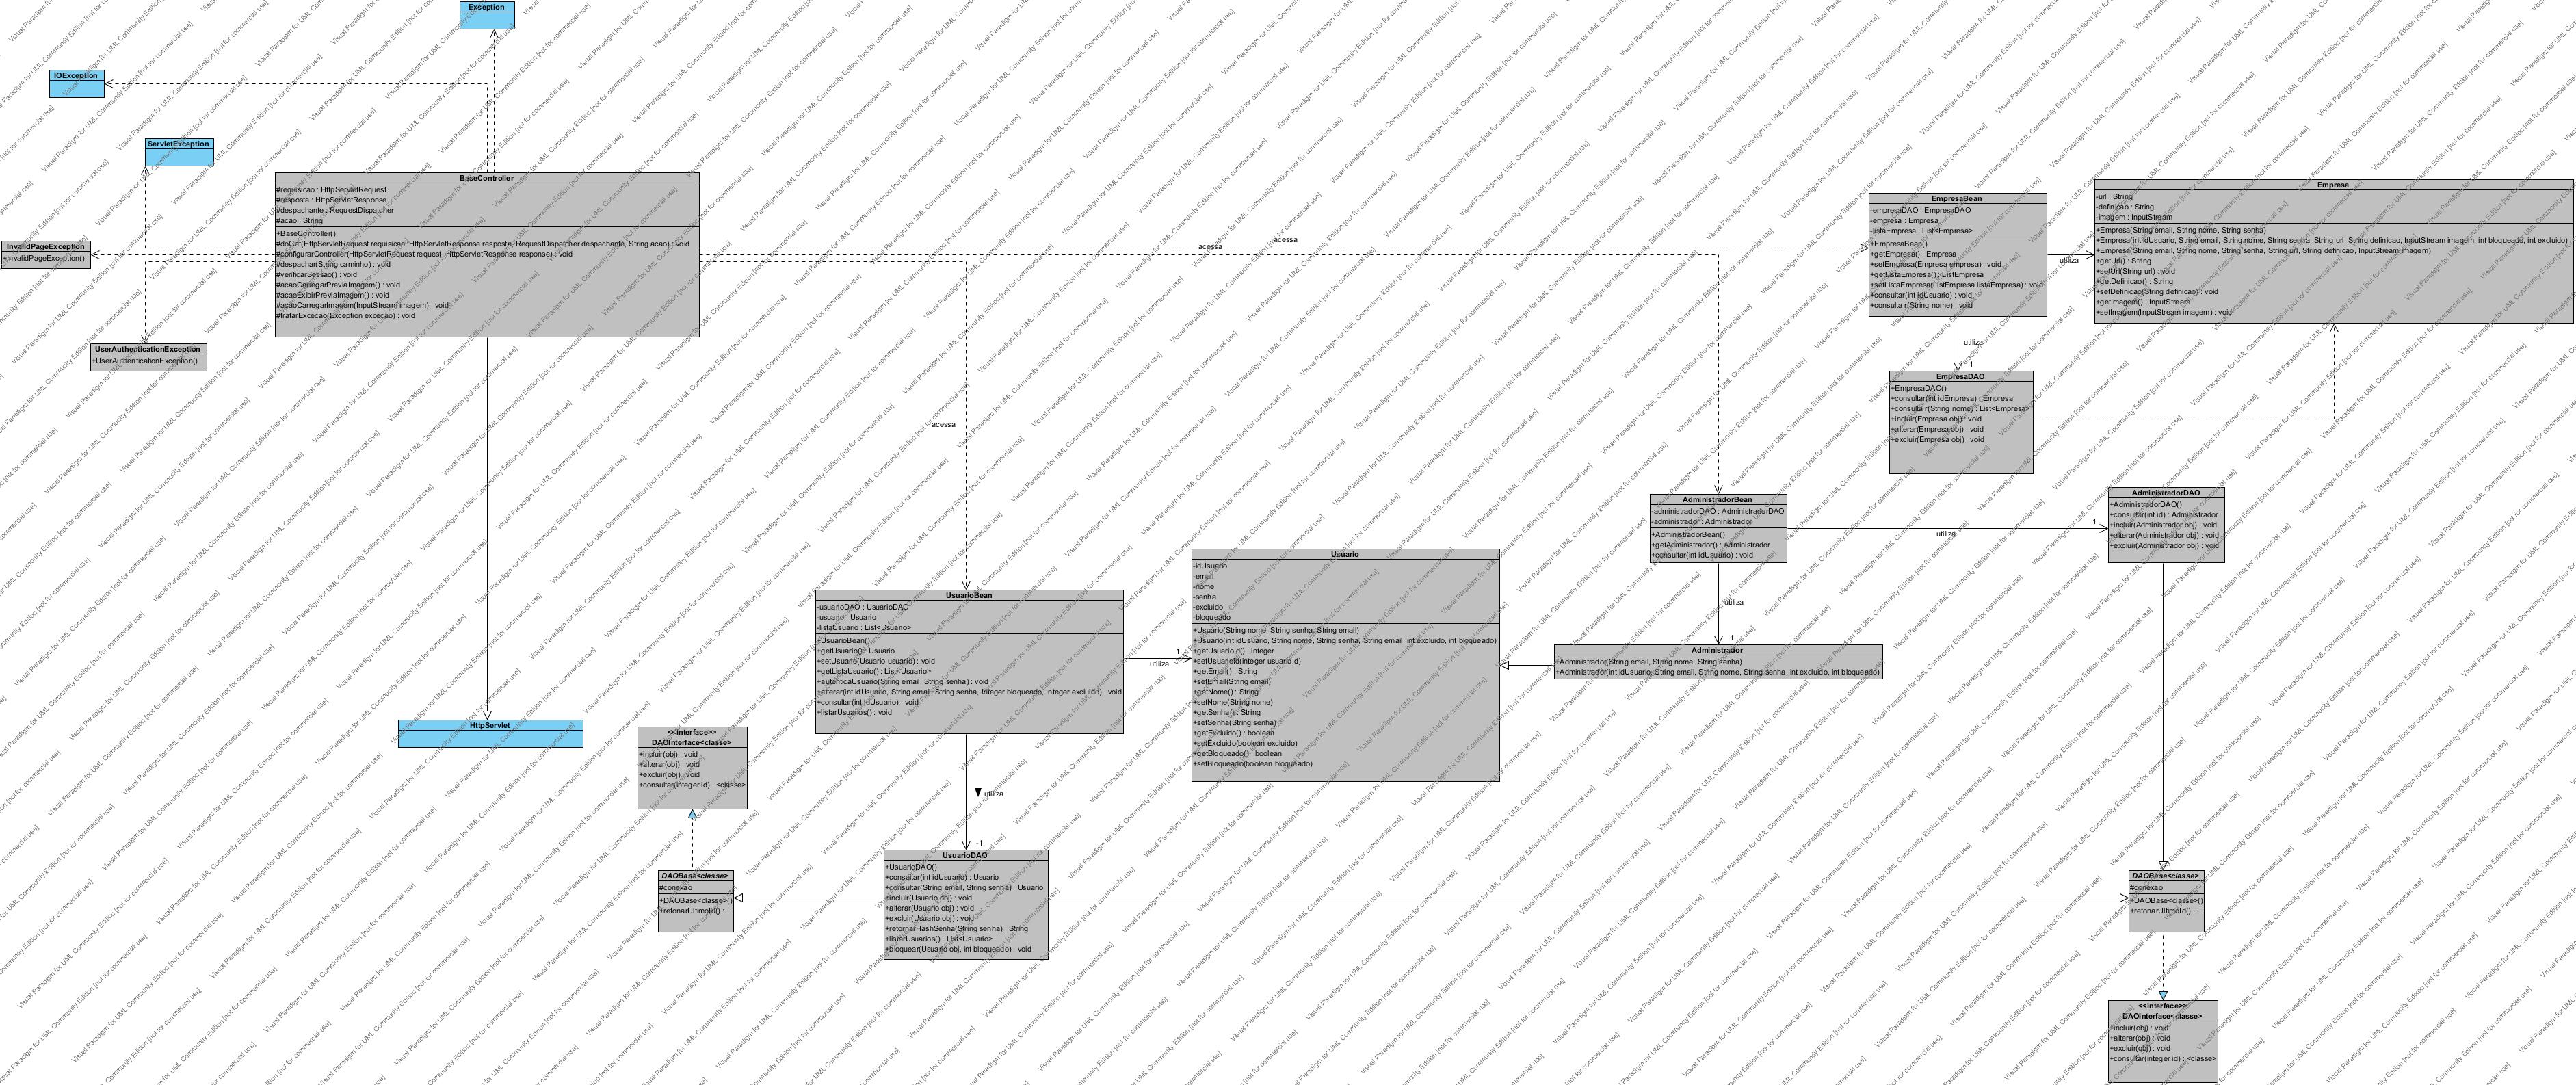 Exception
IOException
ServletException
InvalidPageException
+InvalidPageException()
UserAuthenticationException
+UserAuthenticationException()
BaseController
#requisicao : HttpServletRequest
#resposta : HttpServletResponse
#despachante : RequestDispatcher
#acao : String
+BaseController()
#doGet(HttpServletRequest requisicao, HttpServletResponse resposta, RequestDispatcher despachante, String acao) : void
#configurarController(HttpServletRequest request, HttpServletResponse response) : void
#despachar(String caminho) : void
#verificarSessao() : void
#acaoCarregarPreviaImagem() : void
#acaoExibirPreviaImagem() : void
#acaoCarregarImagem(InputStream imagem) : void
#tratarExcecao(Exception excecao) : void
acessa
acessa
acessa
EmpresaBean
-empresaDAO : EmpresaDAO
-empresa : Empresa
-listaEmpresa : List<Empresa>
+EmpresaBean()
+getEmpresa() : Empresa
+setEmpresa(Empresa empresa) : void
+getListaEmpresa() : ListEmpresa
+setListaEmpresa(ListEmpresa listaEmpresa) : void
+consultar(int idUsuario) : void
+consulta r(String nome) : void
utiliza
1
Empresa
-url : String
-definicao : String
-imagem : InputStream
+Empresa(String email, String nome, String senha)
+Empresa(int idUsuario, String email, String nome, String senha, String url, String definicao, InputStream imagem, int bloqueado, int excluido)
+Empresa(String email, String nome, String senha, String url, String definicao, InputStream imagem)
+getUrl() : String
+setUrl(String url) : void
+getDefinicao() : String
+setDefinicao(String definicao) : void
+getImagem() : InputStream
+setImagem(InputStream imagem) : void
utiliza
1
EmpresaDAO
+EmpresaDAO()
+consultar(int idEmpresa) : Empresa
+consulta r(String nome) : List<Empresa>
+incluir(Empresa obj) : void
+alterar(Empresa obj) : void
+excluir(Empresa obj) : void
AdministradorBean
-administradorDAO : AdministradorDAO
-administrador : Administrador
+AdministradorBean()
+getAdministrador() : Administrador
+consultar(int idUsuario) : void
utiliza
1
AdministradorDAO
+AdministradorDAO()
+consultar(int id) : Administrador
+incluir(Administrador obj) : void
+alterar(Administrador obj) : void
+excluir(Administrador obj) : void
utiliza
1
Administrador
+Administrador(String email, String nome, String senha)
+Administrador(int idUsuario, String email, String nome, String senha, int excluido, int bloqueado)
Usuario
-idUsuario
-email
-nome
-senha
-excluido
-bloqueado
+Usuario(String nome, String senha, String email)
+Usuario(int idUsuario, String nome, String senha, String email, int excluido, int bloqueado)
+getUsuarioId() : integer
+setUsuarioId(integer usuarioId)
+getEmail() : String
+setEmail(String email)
+getNome() : String
+setNome(String nome)
+getSenha() : String
+setSenha(String senha)
+getExcluido() : boolean
+setExcluido(boolean excluido)
+getBloqueado() : boolean
+setBloqueado(boolean bloqueado)
UsuarioBean
-usuarioDAO : UsuarioDAO
-usuario : Usuario
-listaUsuario : List<Usuario>
+UsuarioBean()
+getUsuario() : Usuario
+setUsuario(Usuario usuario) : void
+getListaUsuario() : List<Usuario>
+autenticaUsuario(String email, String senha) : void
+alterar(int idUsuario, String email, String senha, Integer bloqueado, Integer excluido) : void
+consultar(int idUsuario) : void
+listarUsuarios() : void
utiliza
1
utiliza
-1
HttpServlet
<<interface>>
DAOInterface<classe>
+incluir(obj) : void
+alterar(obj) : void
+excluir(obj) : void
+consultar(integer id) : <classe>
DAOBase<classe>
#conexao
+DAOBase<classe>()
+retonarUltimoId() : ...
UsuarioDAO
+UsuarioDAO()
+consultar(int idUsuario) : Usuario
+consultar(String email, String senha) : Usuario
+incluir(Usuario obj) : void
+alterar(Usuario obj) : void
+excluir(Usuario obj) : void
+retornarHashSenha(String senha) : String
+listarUsuarios() : List<Usuario>
+bloquear(Usuario obj, int bloqueado) : void
DAOBase<classe>
#conexao
+DAOBase<classe>()
+retonarUltimoId() : ...
<<interface>>
DAOInterface<classe>
+incluir(obj) : void
+alterar(obj) : void
+excluir(obj) : void
+consultar(integer id) : <classe>
Visual Paradigm for UML Community Edition [not for commercial use]